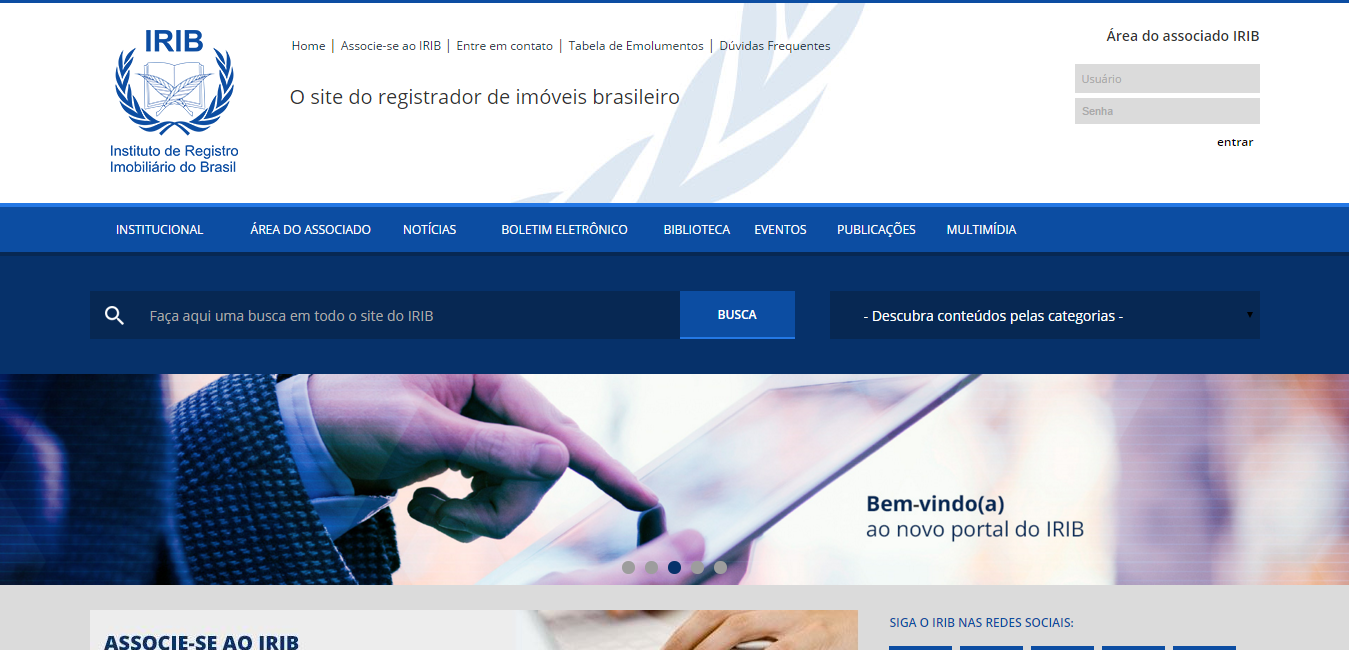 IRIB
Instituto de Registro
Imobiliário do Brasil
Home | Associe-se ao IRIB | Entre em contato | Tabela de Emolumentos | Dúvidas Frequentes
O site do registrador de imóveis brasileiro
Área do associado IRIB
Usuário
Senha
entrar
INSTITUCIONAL ÁREA DO ASSOCIADO NOTÍCIAS BOLETIM ELETRÔNICO BIBLIOTECA EVENTOS PUBLICAÇÕES MULTIMÍDIA
Faça aqui uma busca em todo o site do IRIB BUSCA - Descubra conteúdos pelas categorias -
Bem-vindo(a)
ao novo portal do IRIB
ASSOCIE-SE AO IRIB
SIGA O IRIB NAS REDES SOCIAIS: